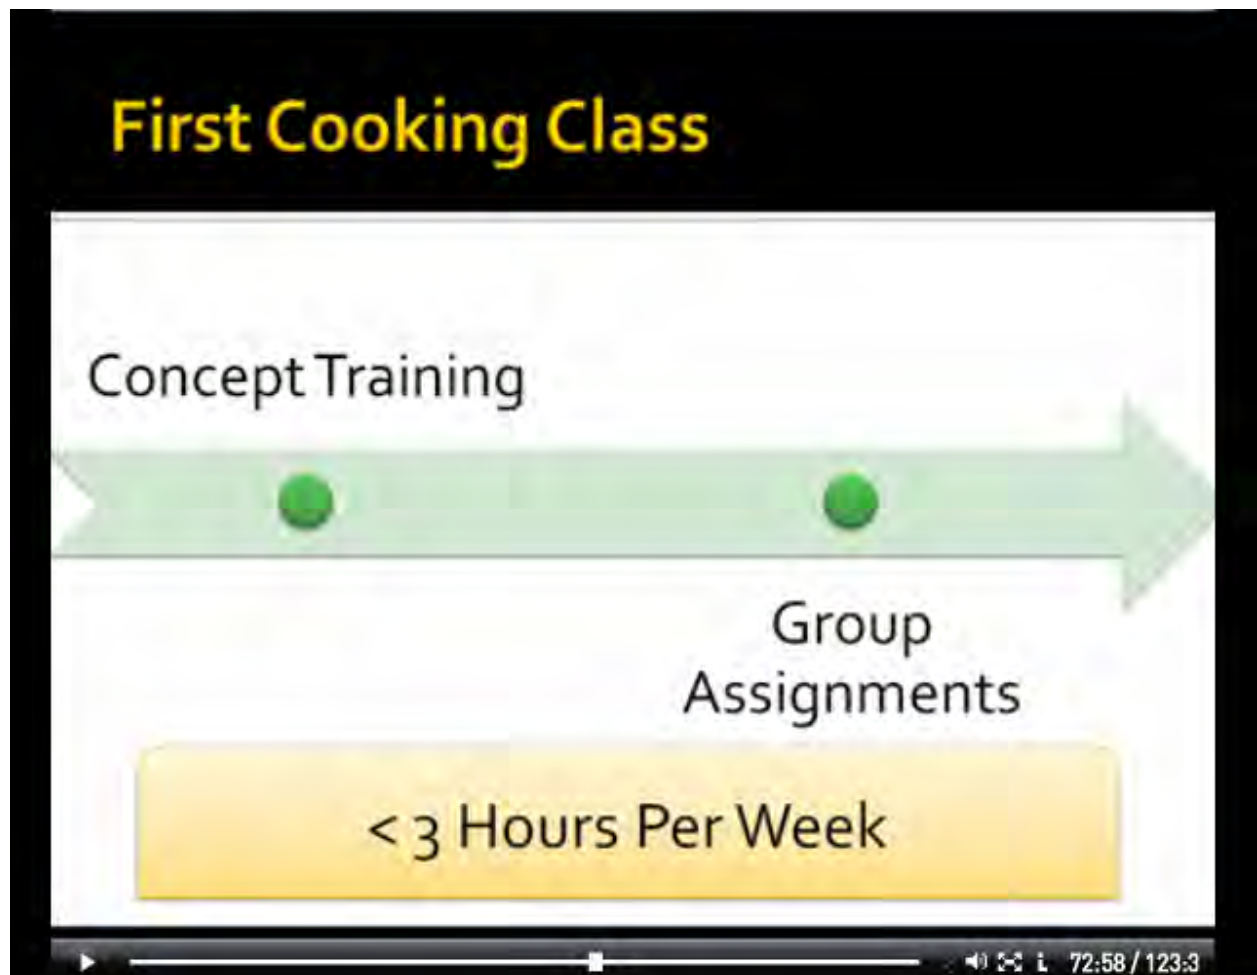 First Cooking Class
Concept Training
Group
Assignments
< 3 Hours Per Week
72:58 / 123:3